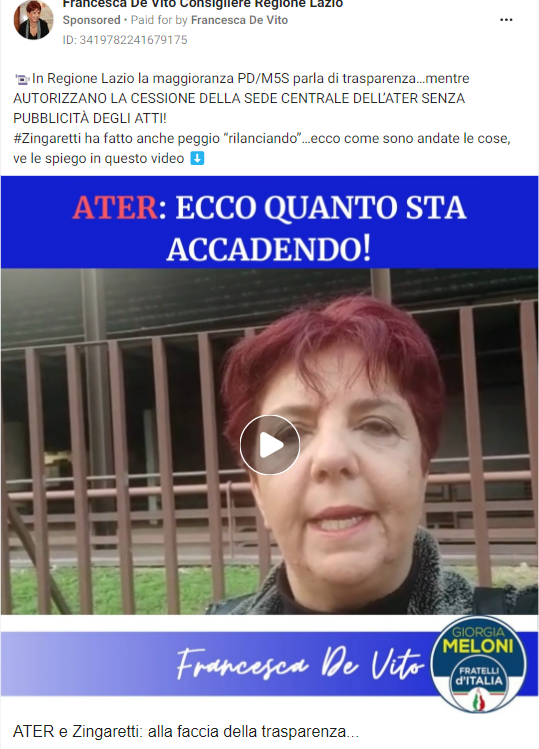 Francesca De Vito Consigliere Regione Lazio
Sponsored • Paid for by Francesca De Vito
ID: 3419782241679175
In Regione Lazio la maggioranza PD/M5S parla di trasparenza...mentre
AUTORIZZANO LA CESSIONE DELLA SEDE CENTRALE DELL'ATER SENZA
PUBBLICITÀ DEGLI ATTI!
#Zingaretti ha fatto anche peggio “rilanciando”...ecco come sono andate le cose,
ve le spiego in questo video
ATER: ECCO QUANTO STA
ACCADENDO!
Francesca De Vito
GIORGIA
MELONI
FRATELLI
d'ITALIA
ATER e Zingaretti: alla faccia della trasparenza...